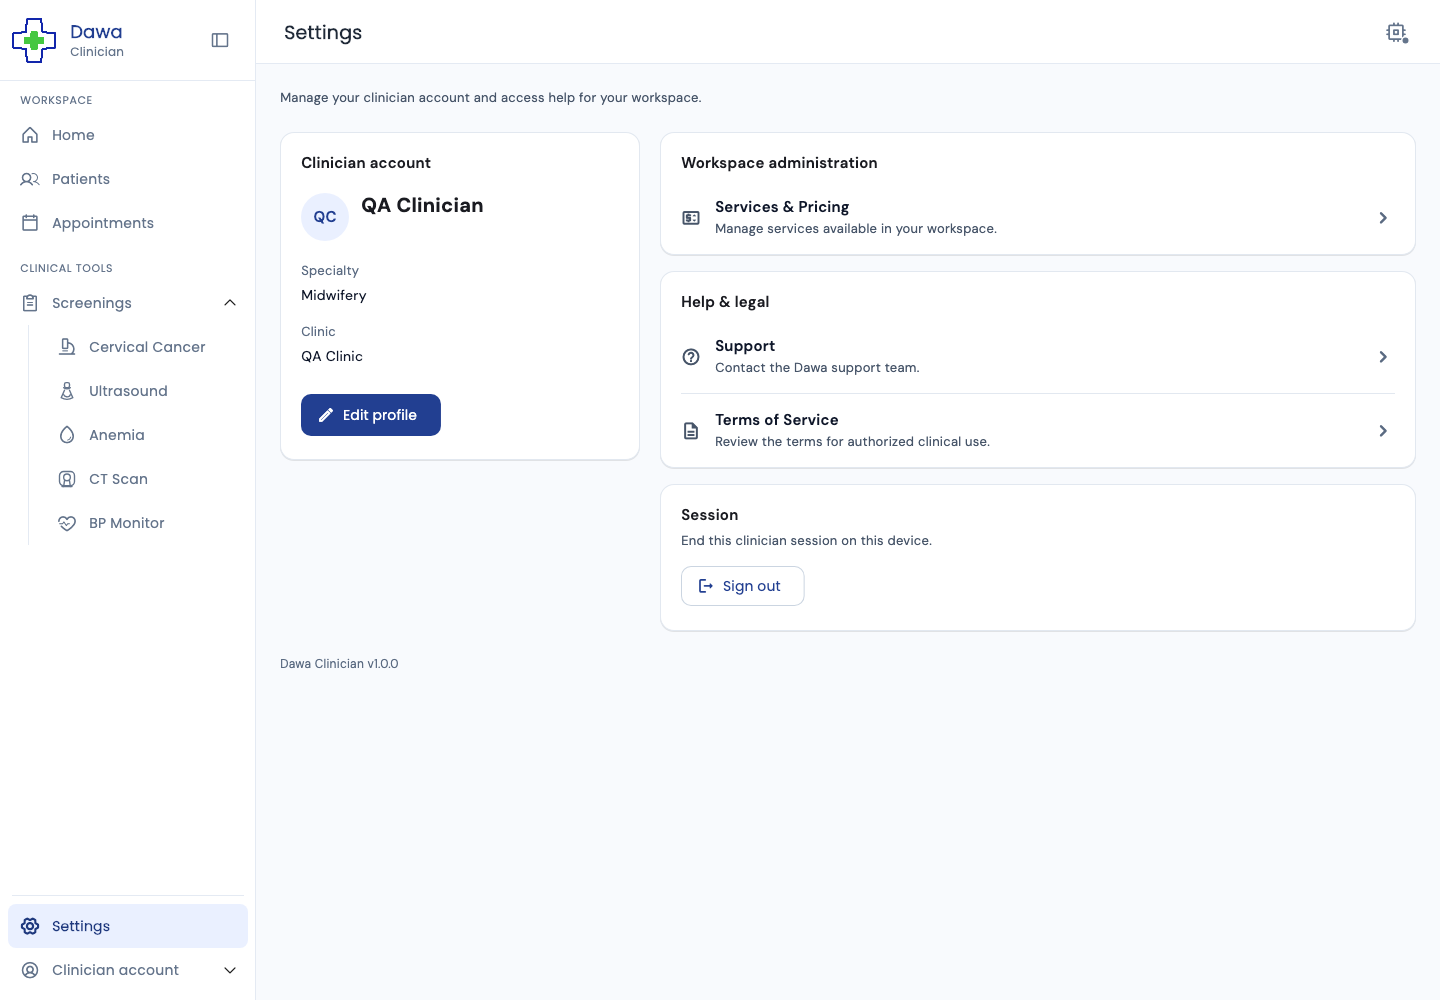 Dawa
Clinician
WORKSPACE
Home
Patients
Appointments
CLINICAL TOOLS
Screenings
Cervical Cancer
Ultrasound
Anemia
CT Scan
BP Monitor
Settings
Clinician account
Settings
Manage your clinician account and access help for your workspace.
Clinician account
QC
QA Clinician
Specialty
Midwifery
Clinic
QA Clinic
Edit profile
Workspace administration
Services & Pricing
Manage services available in your workspace.
Help & legal
Support
Contact the Dawa support team.
Terms of Service
Review the terms for authorized clinical use.
Session
End this clinician session on this device.
Sign out
Dawa Clinician v1.0.0